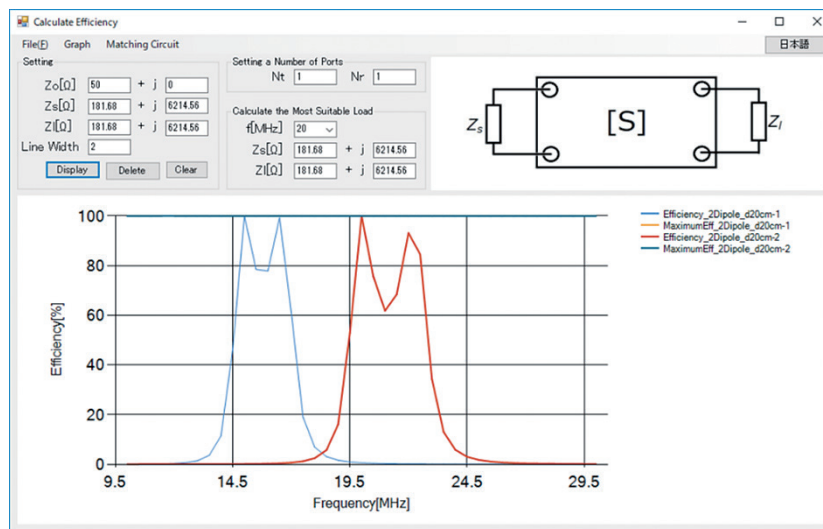 Calculate Efficiency
File(F) Graph Matching Circuit 日本語
Setting
Zo[Ω] 50 + j 0
Zs[Ω] 181.68 + j 6214.56
Zl[Ω] 181.68 + j 6214.56
Line Width 2
Display Delete Clear
Setting a Number of Ports
Nt 1 Nr 1
Calculate the Most Suitable Load
f[MHz] 20
Zs[Ω] 181.68 + j 6214.56
Zl[Ω] 181.68 + j 6214.56
Zs [S] Zl
Efficiency_2Dipole_d20cm-1
MaximumEff_2Dipole_d20cm-1
Efficiency_2Dipole_d20cm-2
MaximumEff_2Dipole_d20cm-2
Efficiency[%]
100
80
60
40
20
0
9.5 14.5 19.5 24.5 29.5
Frequency[MHz]